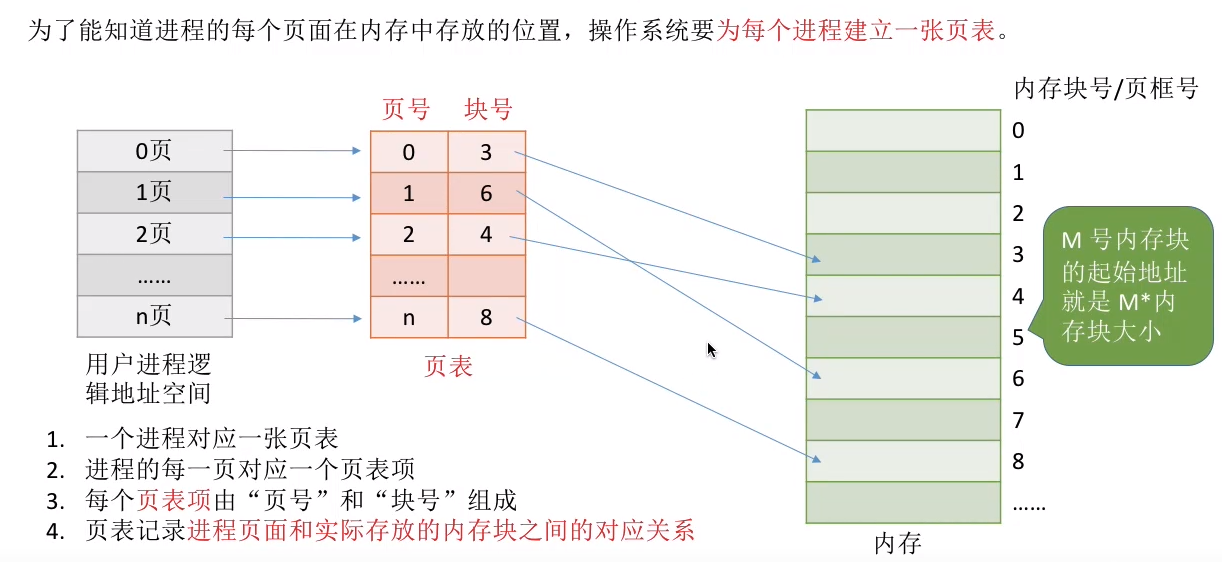 为了能知道进程的每个页面在内存中存放的位置，操作系统要为每个进程建立一张页表。
0页
1页
2页
……
n页
用户进程逻
辑地址空间
页号 块号
0 3
1 6
2 4
……
n 8
页表
内存块号/页框号
0
1
2
3
4
5
6
7
8
……
内存
M 号内存块
的起始地址
就是 M*内
存块大小
1. 一个进程对应一张页表
2. 进程的每一页对应一个页表项
3. 每个页表项由“页号”和“块号”组成
4. 页表记录进程页面和实际存放的内存块之间的对应关系